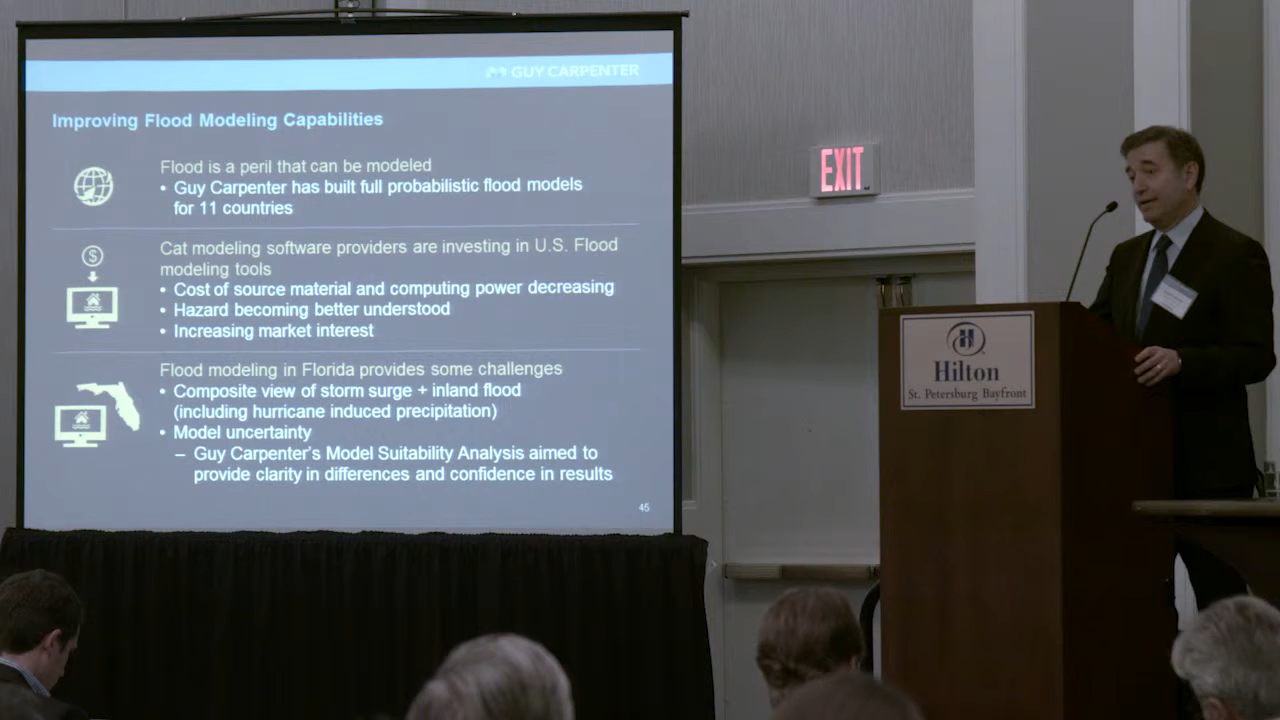 GUY CARPENTER
Improving Flood Modeling Capabilities
Flood is a peril that can be modeled
• Guy Carpenter has built full probabilistic flood models
for 11 countries
$
Cat modeling software providers are investing in U.S. Flood
modeling tools
• Cost of source material and computing power decreasing
• Hazard becoming better understood
• Increasing market interest
Flood modeling in Florida provides some challenges
• Composite view of storm surge + inland flood
(including hurricane induced precipitation)
• Model uncertainty
– Guy Carpenter's Model Suitability Analysis aimed to
provide clarity in differences and confidence in results
45
EXIT
H
Hilton
St. Petersburg Bayfront